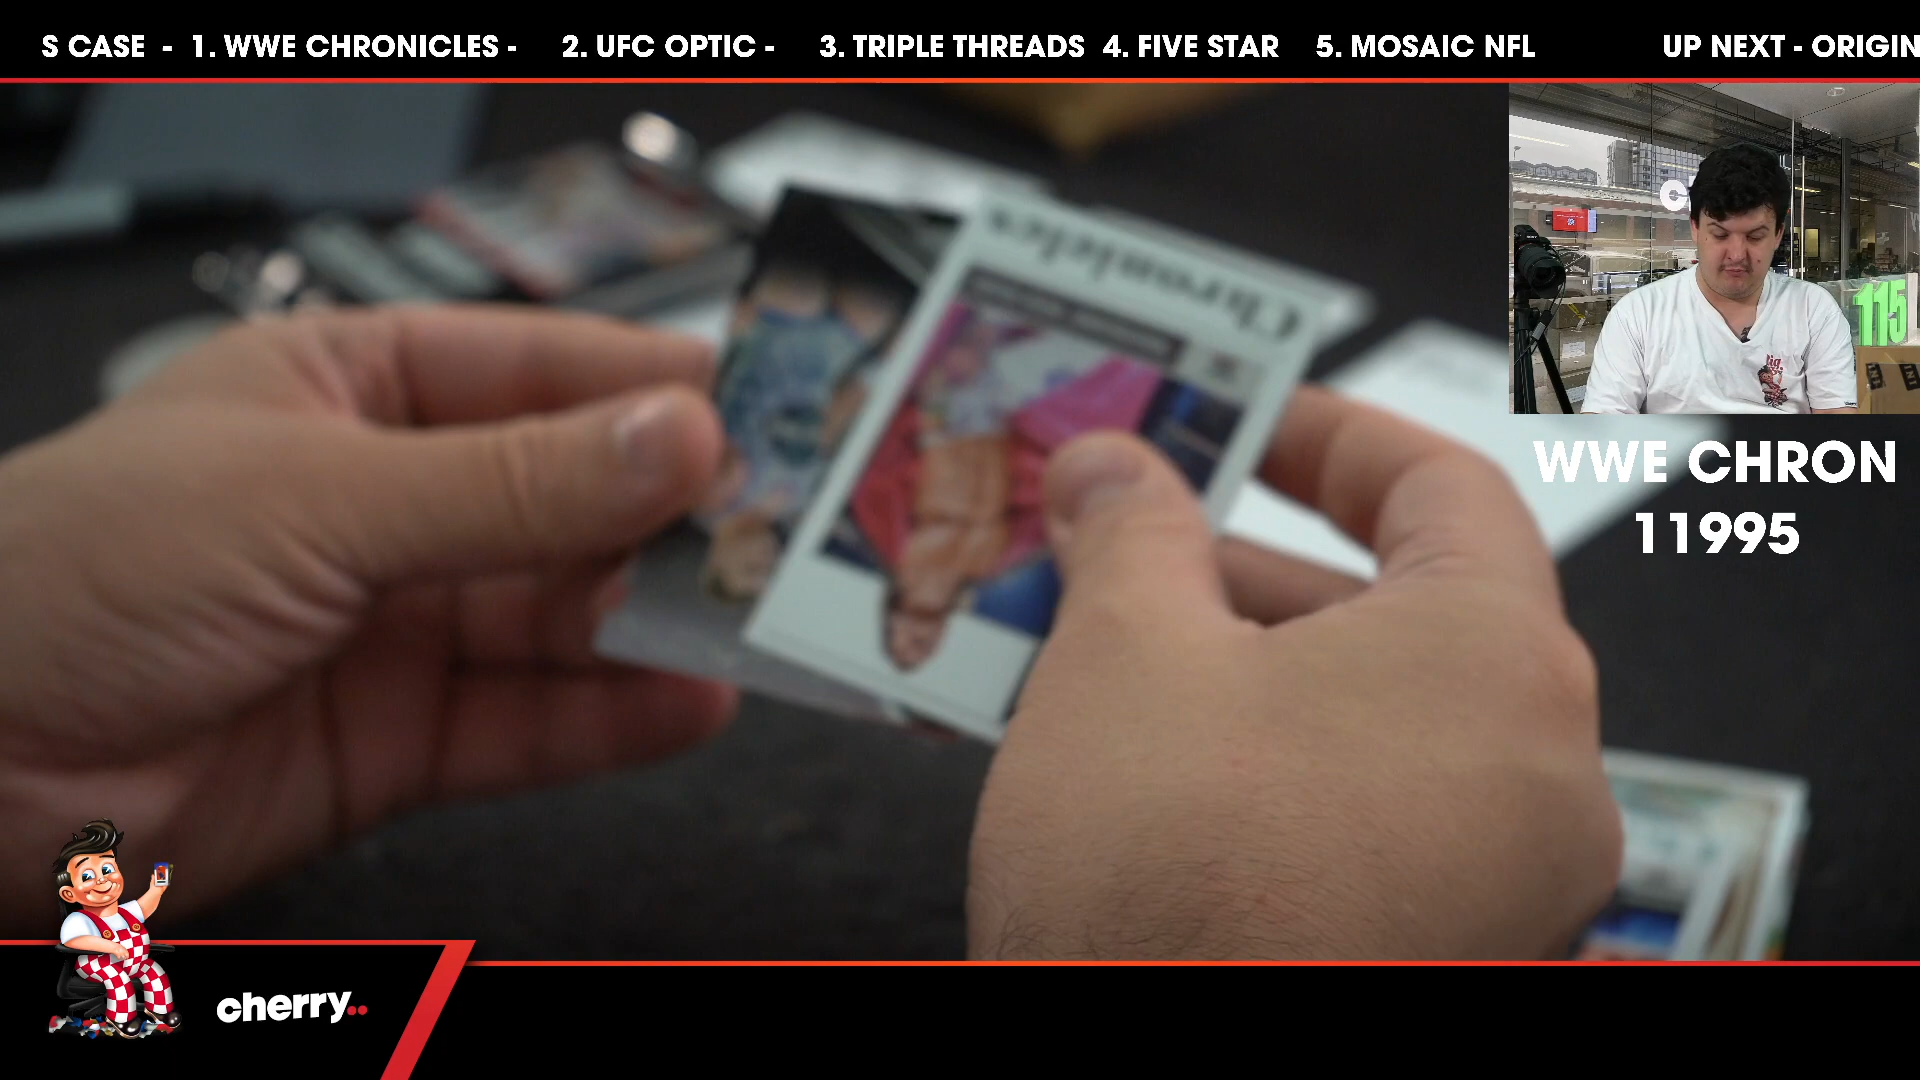 S CASE - 1. WWE CHRONICLES - 2. UFC OPTIC - 3. TRIPLE THREADS 4. FIVE STAR 5. MOSAIC NFL UP NEXT - ORIGIN
115
WWE CHRON
11995
Chronicles
cherry..